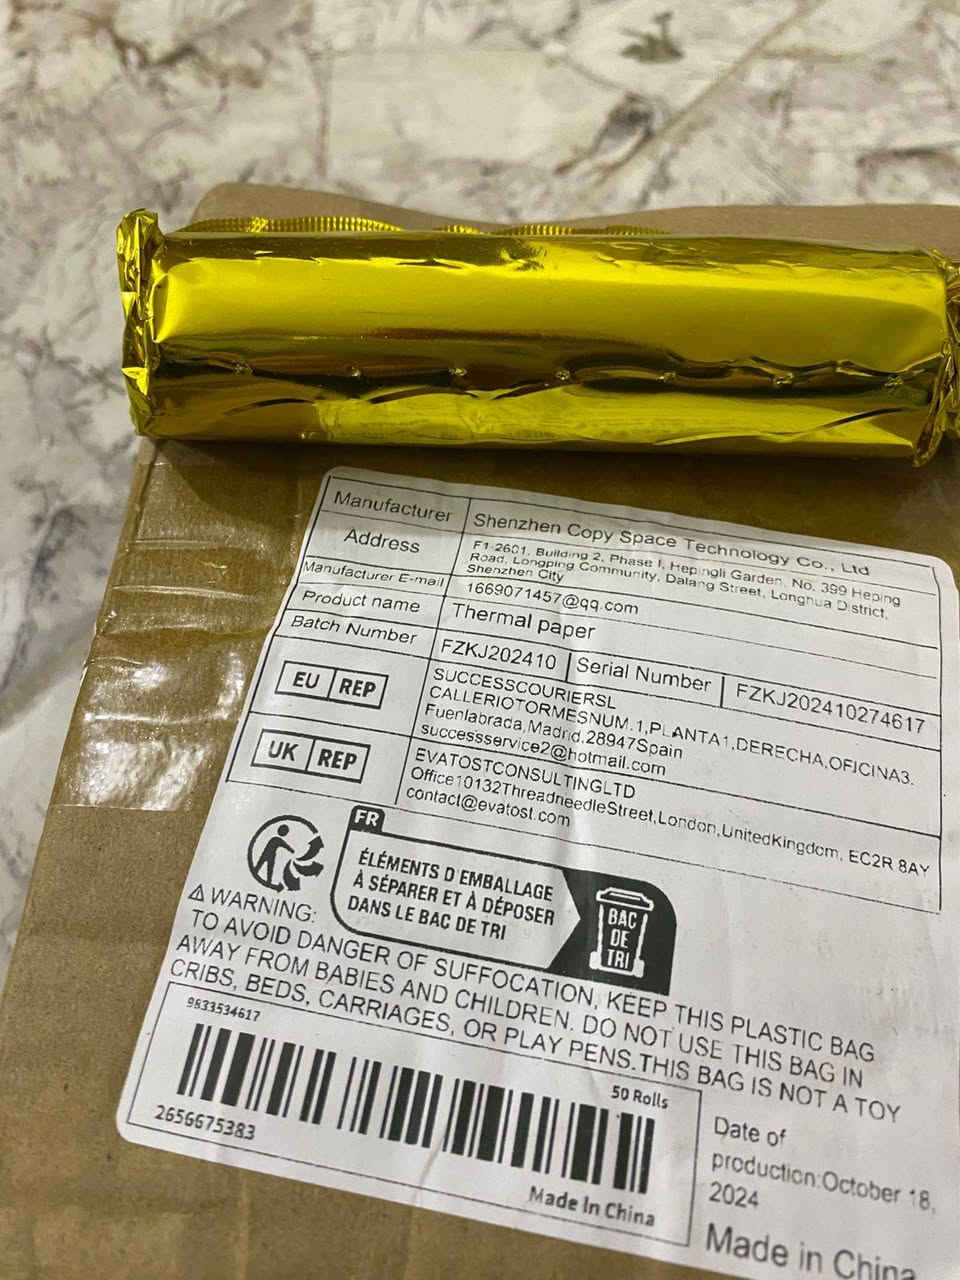 Manufacturer
Shenzhen Copy Space Technology Co., Ltd
Address
F1-2601, Building 2, Phase I, Hepingli Garden, No. 399 Heping
Road, Longping Community, Dalang Street, Longhua District,
Shenzhen City
Manufacturer E-mail
1669071457@qq.com
Product name
Thermal paper
Batch Number
FZKJ202410
Serial Number
FZKJ202410274617
EU REP
SUCCESSCOURIERSL
CALLERIOTORMESNUM.1,PLANTA1,DERECHA,OFICINA3.
Fuenlabrada,Madrid,28947Spain
successservice2@hotmail.com
UK REP
EVATOSTCONSULTINGLTD
Office10132ThreadneedleStreet,London,UnitedKingdom, EC2R 8AY
contact@evatost.com
FR
ÉLÉMENTS D'EMBALLAGE
À SÉPARER ET À DÉPOSER
DANS LE BAC DE TRI
BAC
DE
TRI
⚠ WARNING:
TO AVOID DANGER OF SUFFOCATION, KEEP THIS PLASTIC BAG
AWAY FROM BABIES AND CHILDREN. DO NOT USE THIS BAG IN
CRIBS, BEDS, CARRIAGES, OR PLAY PENS.THIS BAG IS NOT A TOY
9833534617
50 Rolls
2656675383
Made In China
Date of
production:October 18,
2024
Made in China